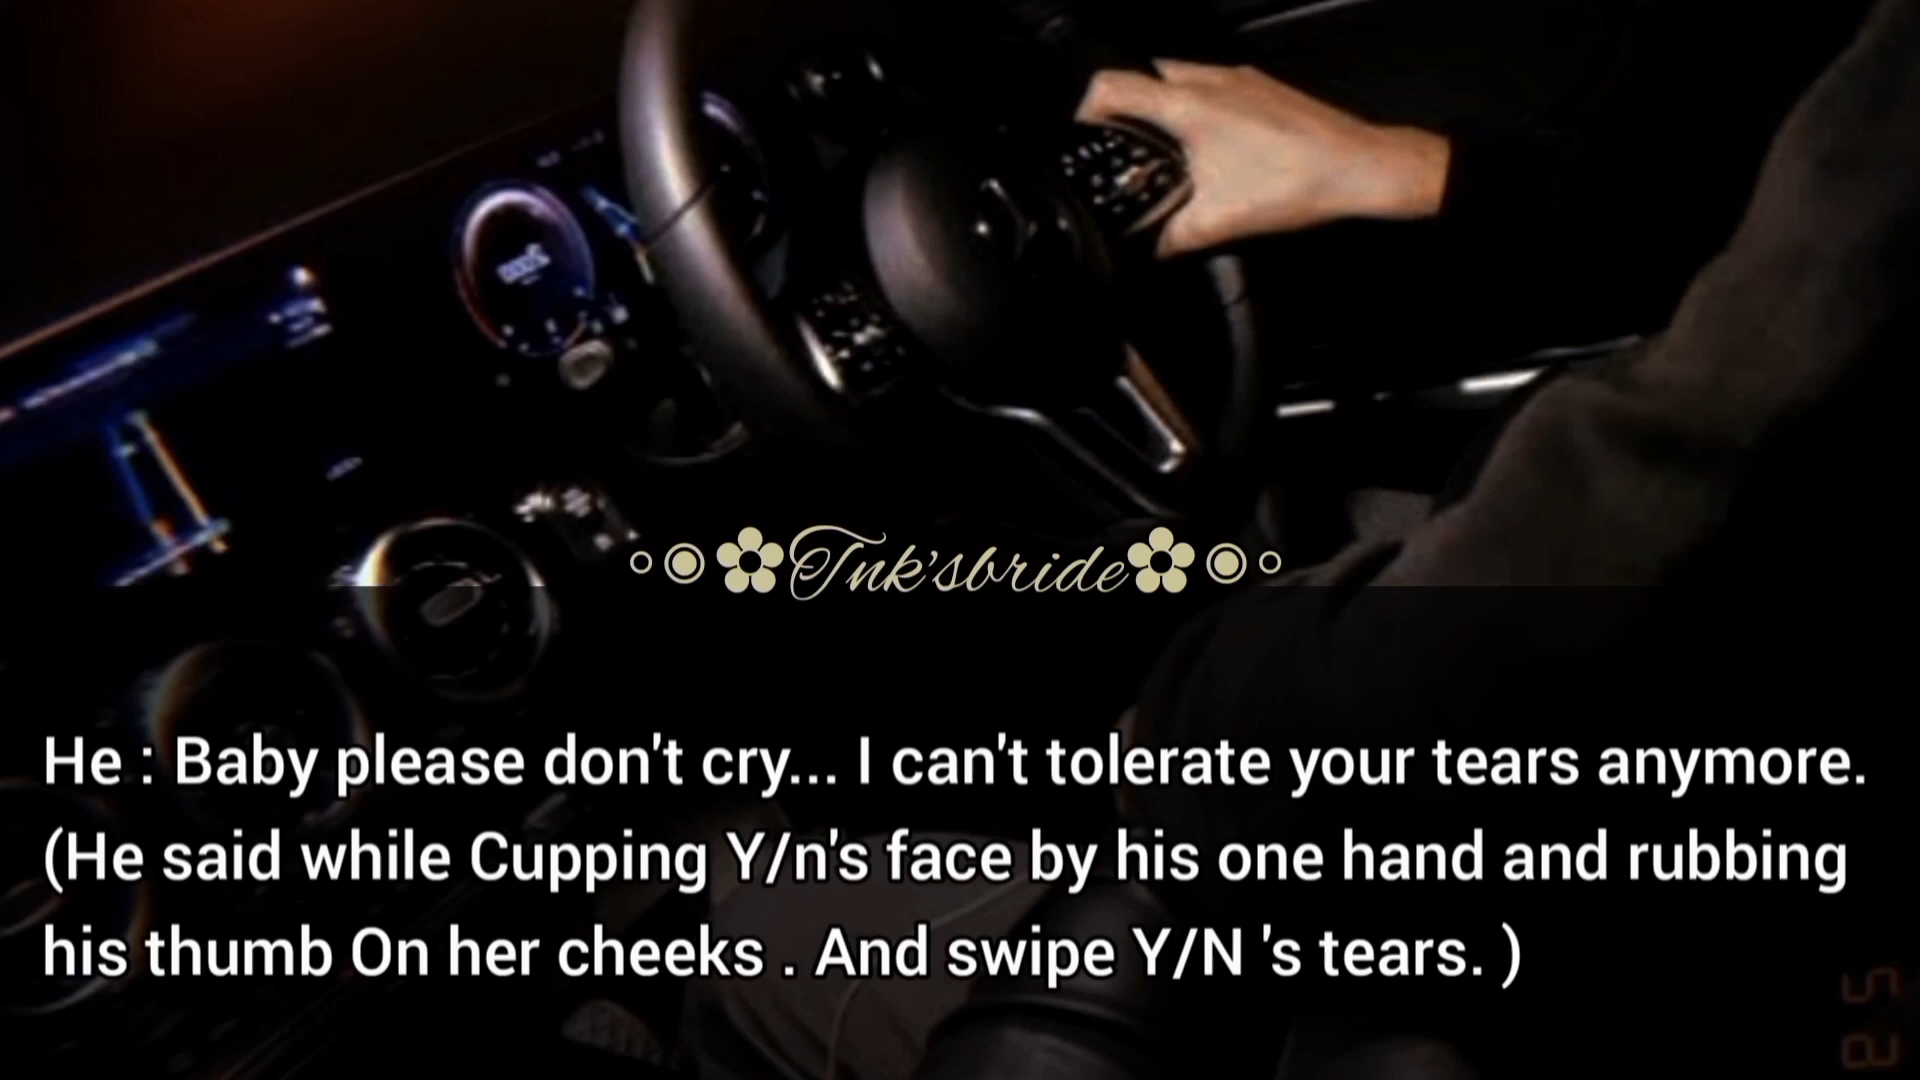 ◦◉✿Tnk'sbride✿◉◦
He : Baby please don't cry... I can't tolerate your tears anymore.
(He said while Cupping Y/n's face by his one hand and rubbing
his thumb On her cheeks . And swipe Y/N 's tears. )